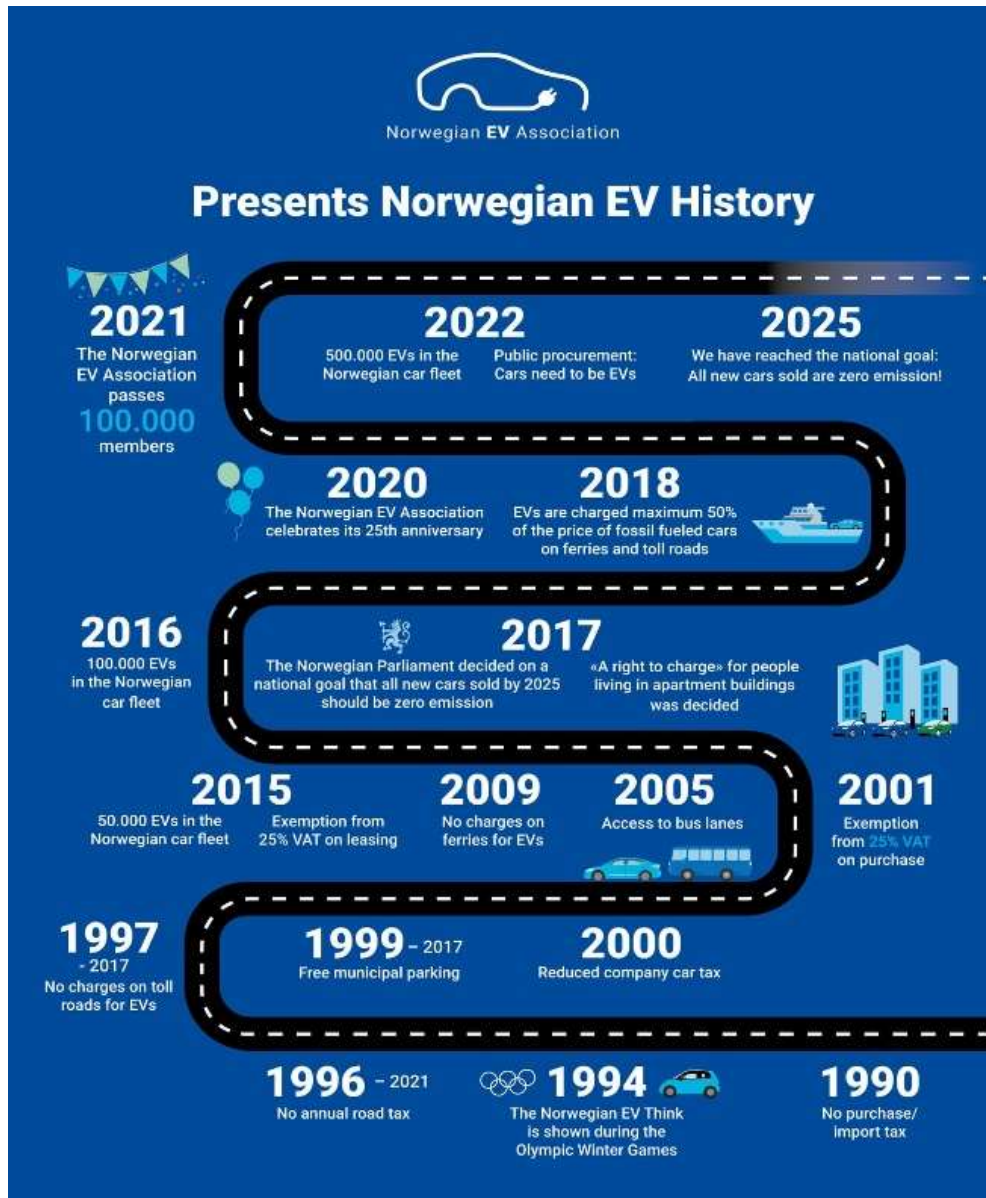 Norwegian EV Association
Presents Norwegian EV History
2021
The Norwegian
EV Association
passes
100.000
members
2022
500.000 EVs in the
Norwegian car fleet
Public procurement:
Cars need to be EVs
2025
We have reached the national goal:
All new cars sold are zero emission!
2020
The Norwegian EV Association
celebrates its 25th anniversary
2018
EVs are charged maximum 50%
of the price of fossil fueled cars
on ferries and toll roads
2016
100.000 EVs
in the Norwegian
car fleet
2017
The Norwegian Parliament decided on a
national goal that all new cars sold by 2025
should be zero emission
«A right to charge» for people
living in apartment buildings
was decided
2015
50.000 EVs in the
Norwegian car fleet
Exemption from
25% VAT on leasing
2009
No charges on
ferries for EVs
2005
Access to bus lanes
2001
Exemption
from 25% VAT
on purchase
1997
- 2017
No charges on toll
roads for EVs
1999 – 2017
Free municipal parking
2000
Reduced company car tax
1996 – 2021
No annual road tax
1994
The Norwegian EV Think
is shown during the
Olympic Winter Games
1990
No purchase/
import tax